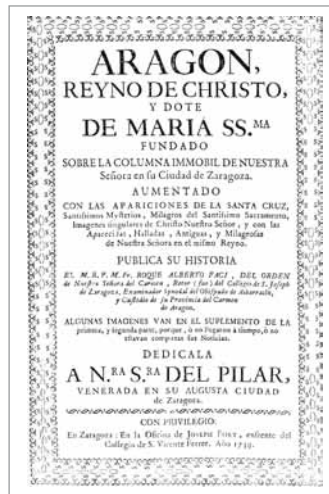 ARAGON,
REYNO DE CHRISTO,
Y DOTE
DE MARIA SS.MA
FUNDADO
SOBRE LA COLUMNA IMMOBIL DE NUESTRA
Señora en su Ciudad de Zaragoza.
AUMENTADO
CON LAS APARICIONES DE LA SANTA CRUZ,
Santissimos Mysterios, Milagros del Santissimo Sacramento,
Imagenes singulares de Christo Nuestro Señor, y con las
Aparecidas, Halladas, Antiguas, y Milagrosas
de Nuestra Señora en el mismo Reyno.
PUBLICA SU HISTORIA
EL M. R. P. M. Fr. ROQUE ALBERTO FACI, DEL ORDEN
de Nuestra Señora del Carmen, Retor (fue) del Collegio de S. Joseph
de Zaragoza, Examinador Synodal del Obispado de Albarracin,
y Custodio de su Provincia del Carmen
de Aragon,
ALGUNAS IMAGENES VAN EN EL SUPLEMENTO DE LA
primera, y segunda parte, porque, ò no llegaron à tiempo, ò no
estavan completas sus Noticias.
DEDICALA
A N.RA S.RA DEL PILAR,
VENERADA EN SU AUGUSTA CIUDAD
de Zaragoza.
CON PRIVILEGIO:
En Zaragoza: En la Oficina de JOSEPH FORT, enfrente del
Collegio de S. Vicente Ferrer. Año